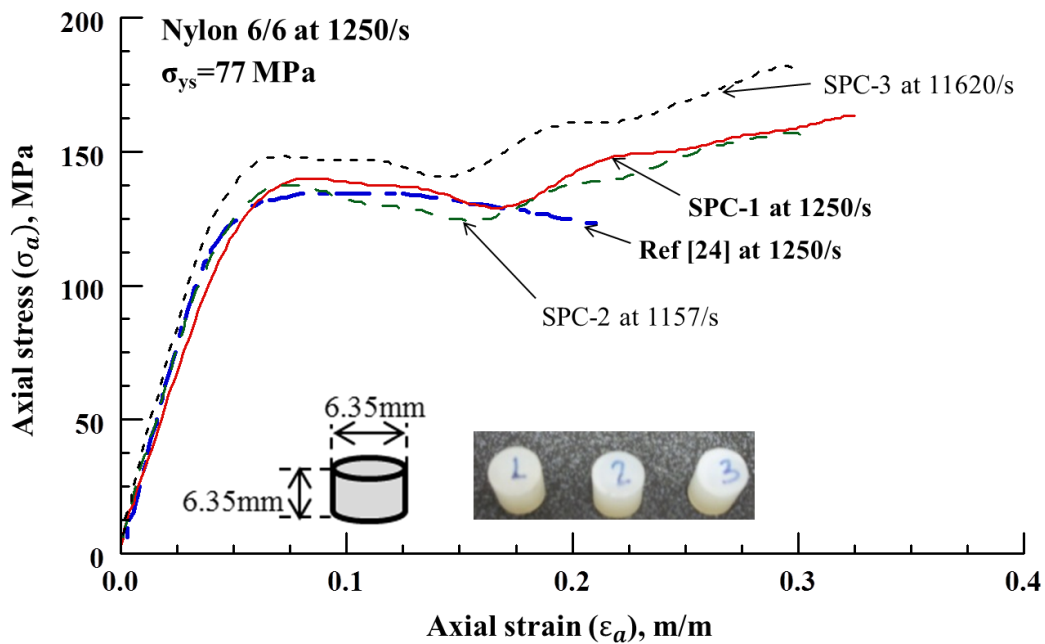 Nylon 6/6 at 1250/s
σys=77 MPa
200
150
100
50
0
Axial stress (σa), MPa
SPC-3 at 11620/s
SPC-1 at 1250/s
Ref [24] at 1250/s
SPC-2 at 1157/s
6.35mm
6.35mm
1 2 3
0.0 0.1 0.2 0.3 0.4
Axial strain (εa), m/m